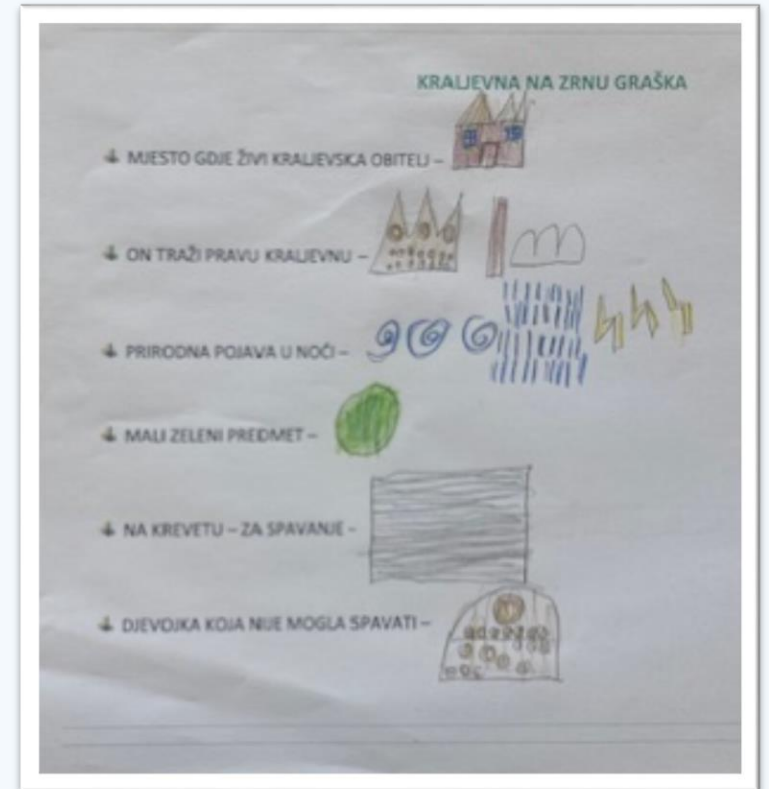 KRALJEVNA NA ZRNU GRAŠKA
MJESTO GDJE ŽIVI KRALJEVSKA OBITELJ –
ON TRAŽI PRAVU KRALJEVNU –
PRIRODNA POJAVA U NOĆI –
MALI ZELENI PREDMET –
NA KREVETU – ZA SPAVANJE -
DJEVOJKA KOJA NIJE MOGLA SPAVATI –